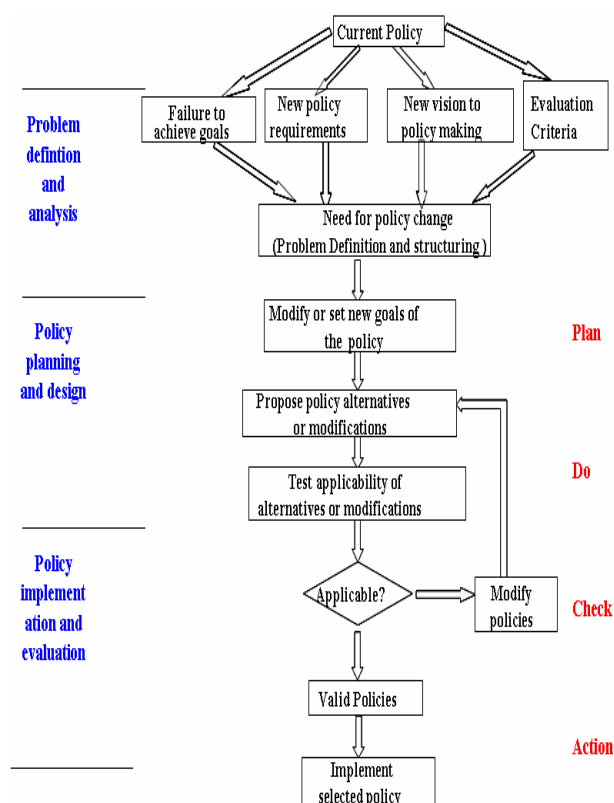 Current Policy
Failure to
achieve goals
New policy
requirements
New vision to
policy making
Evaluation
Criteria
Problem
defintion
and
analysis
Need for policy change
(Problem Definition and structuring )
Modify or set new goals of
the policy
Plan
Policy
planning
and design
Propose policy alternatives
or modifications
Do
Test applicability of
alternatives or modifications
Policy
implement
ation and
evaluation
Applicable?
Modify
policies
Check
Valid Policies
Action
Implement
selected policy